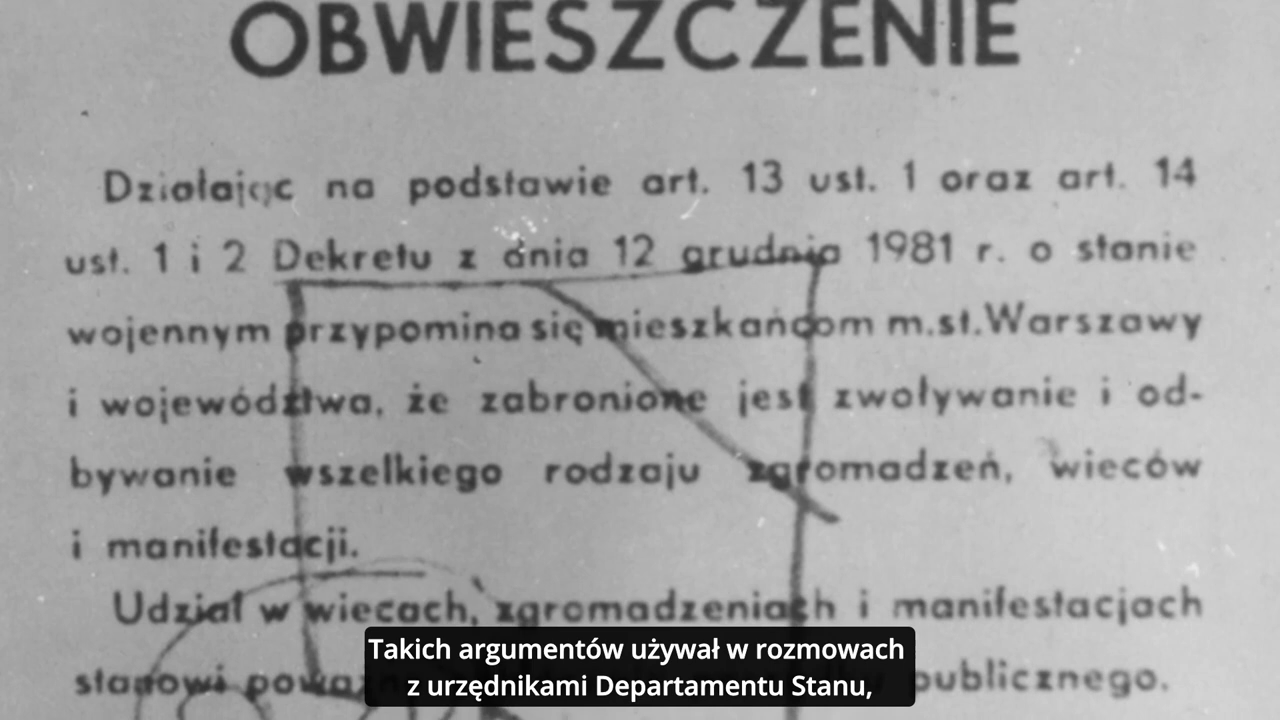 OBWIESZCZENIE
Działając na podstawie art. 13 ust. 1 oraz art. 14
ust. 1 i 2 Dekretu z dnia 12 grudnia 1981 r. o stanie
wojennym przypomina się mieszkańcom m.st.Warszawy
i województwa, że zabronione jest zwoływanie i od-
bywanie wszelkiego rodzaju zgromadzeń, wieców
i manifestacji.
Udział w wiecach, zgromadzeniach i manifestacjach
stanowi publicznego.
Takich argumentów używał w rozmowach
z urzędnikami Departamentu Stanu,